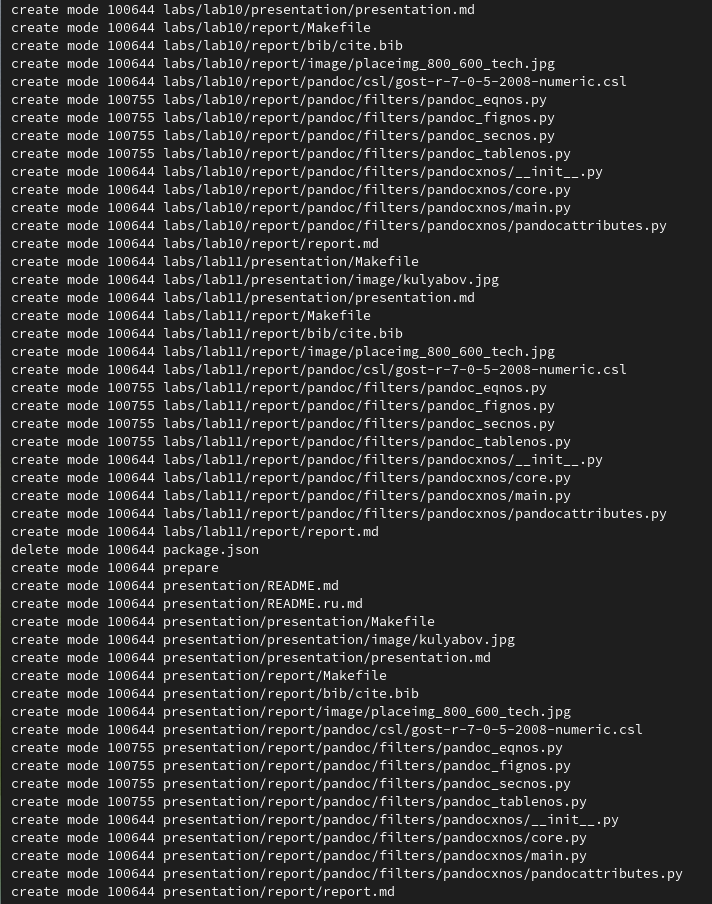 create mode 100644 labs/lab10/presentation/presentation.md
create mode 100644 labs/lab10/report/Makefile
create mode 100644 labs/lab10/report/bib/cite.bib
create mode 100644 labs/lab10/report/image/placeimg_800_600_tech.jpg
create mode 100644 labs/lab10/report/pandoc/csl/gost-r-7-0-5-2008-numeric.csl
create mode 100755 labs/lab10/report/pandoc/filters/pandoc_eqnos.py
create mode 100755 labs/lab10/report/pandoc/filters/pandoc_fignos.py
create mode 100755 labs/lab10/report/pandoc/filters/pandoc_secnos.py
create mode 100755 labs/lab10/report/pandoc/filters/pandoc_tablenos.py
create mode 100644 labs/lab10/report/pandoc/filters/pandocxnos/__init__.py
create mode 100644 labs/lab10/report/pandoc/filters/pandocxnos/core.py
create mode 100644 labs/lab10/report/pandoc/filters/pandocxnos/main.py
create mode 100644 labs/lab10/report/pandoc/filters/pandocxnos/pandocattributes.py
create mode 100644 labs/lab10/report/report.md
create mode 100644 labs/lab11/presentation/Makefile
create mode 100644 labs/lab11/presentation/image/kulyabov.jpg
create mode 100644 labs/lab11/presentation/presentation.md
create mode 100644 labs/lab11/report/Makefile
create mode 100644 labs/lab11/report/bib/cite.bib
create mode 100644 labs/lab11/report/image/placeimg_800_600_tech.jpg
create mode 100644 labs/lab11/report/pandoc/csl/gost-r-7-0-5-2008-numeric.csl
create mode 100755 labs/lab11/report/pandoc/filters/pandoc_eqnos.py
create mode 100755 labs/lab11/report/pandoc/filters/pandoc_fignos.py
create mode 100755 labs/lab11/report/pandoc/filters/pandoc_secnos.py
create mode 100755 labs/lab11/report/pandoc/filters/pandoc_tablenos.py
create mode 100644 labs/lab11/report/pandoc/filters/pandocxnos/__init__.py
create mode 100644 labs/lab11/report/pandoc/filters/pandocxnos/core.py
create mode 100644 labs/lab11/report/pandoc/filters/pandocxnos/main.py
create mode 100644 labs/lab11/report/pandoc/filters/pandocxnos/pandocattributes.py
create mode 100644 labs/lab11/report/report.md
delete mode 100644 package.json
create mode 100644 prepare
create mode 100644 presentation/README.md
create mode 100644 presentation/README.ru.md
create mode 100644 presentation/presentation/Makefile
create mode 100644 presentation/presentation/image/kulyabov.jpg
create mode 100644 presentation/presentation/presentation.md
create mode 100644 presentation/report/Makefile
create mode 100644 presentation/report/bib/cite.bib
create mode 100644 presentation/report/image/placeimg_800_600_tech.jpg
create mode 100644 presentation/report/pandoc/csl/gost-r-7-0-5-2008-numeric.csl
create mode 100755 presentation/report/pandoc/filters/pandoc_eqnos.py
create mode 100755 presentation/report/pandoc/filters/pandoc_fignos.py
create mode 100755 presentation/report/pandoc/filters/pandoc_secnos.py
create mode 100755 presentation/report/pandoc/filters/pandoc_tablenos.py
create mode 100644 presentation/report/pandoc/filters/pandocxnos/__init__.py
create mode 100644 presentation/report/pandoc/filters/pandocxnos/core.py
create mode 100644 presentation/report/pandoc/filters/pandocxnos/main.py
create mode 100644 presentation/report/pandoc/filters/pandocxnos/pandocattributes.py
create mode 100644 presentation/report/report.md